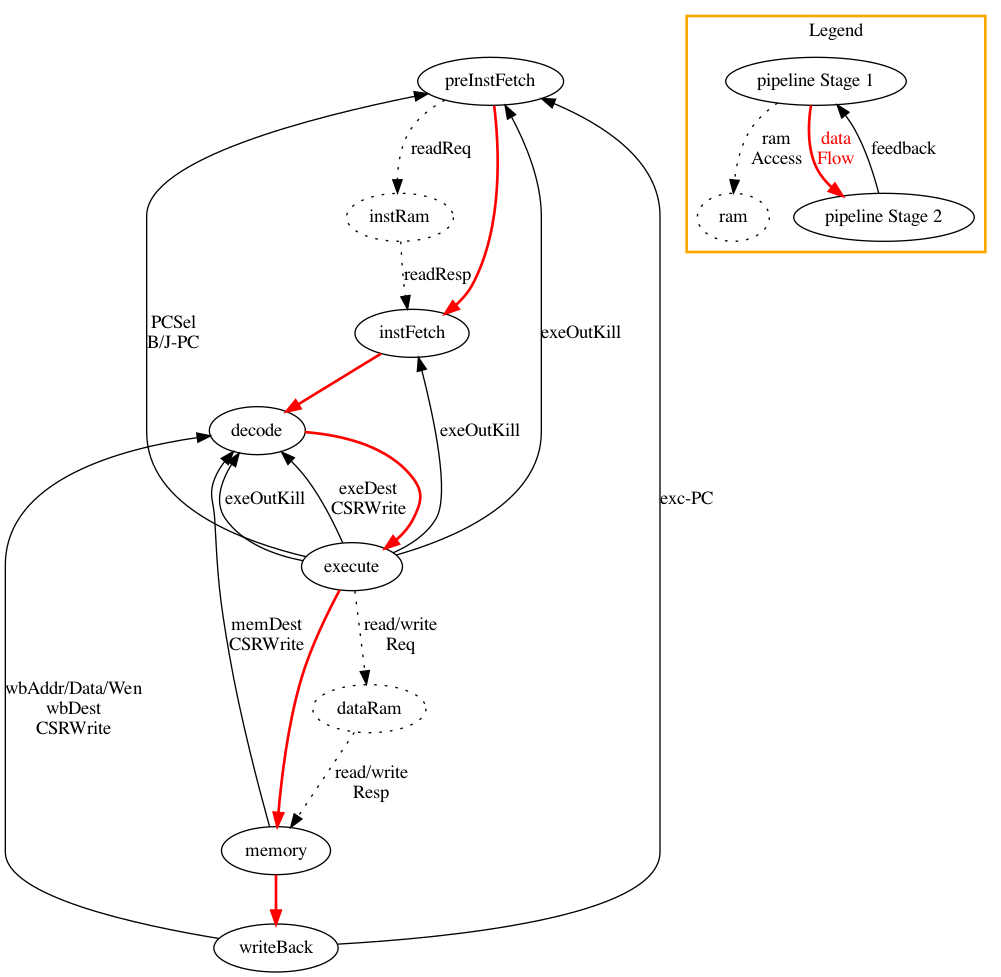 Legend
preInstFetch
pipeline Stage 1
readReq
ram
Access
data
Flow
feedback
instRam
ram
pipeline Stage 2
readResp
PCSel
B/J-PC
instFetch
exeOutKill
decode
exeOutKill
exeOutKill
exeDest
CSRWrite
exc-PC
execute
memDest
CSRWrite
read/write
Req
wbAddr/Data/Wen
wbDest
CSRWrite
dataRam
read/write
Resp
memory
writeBack